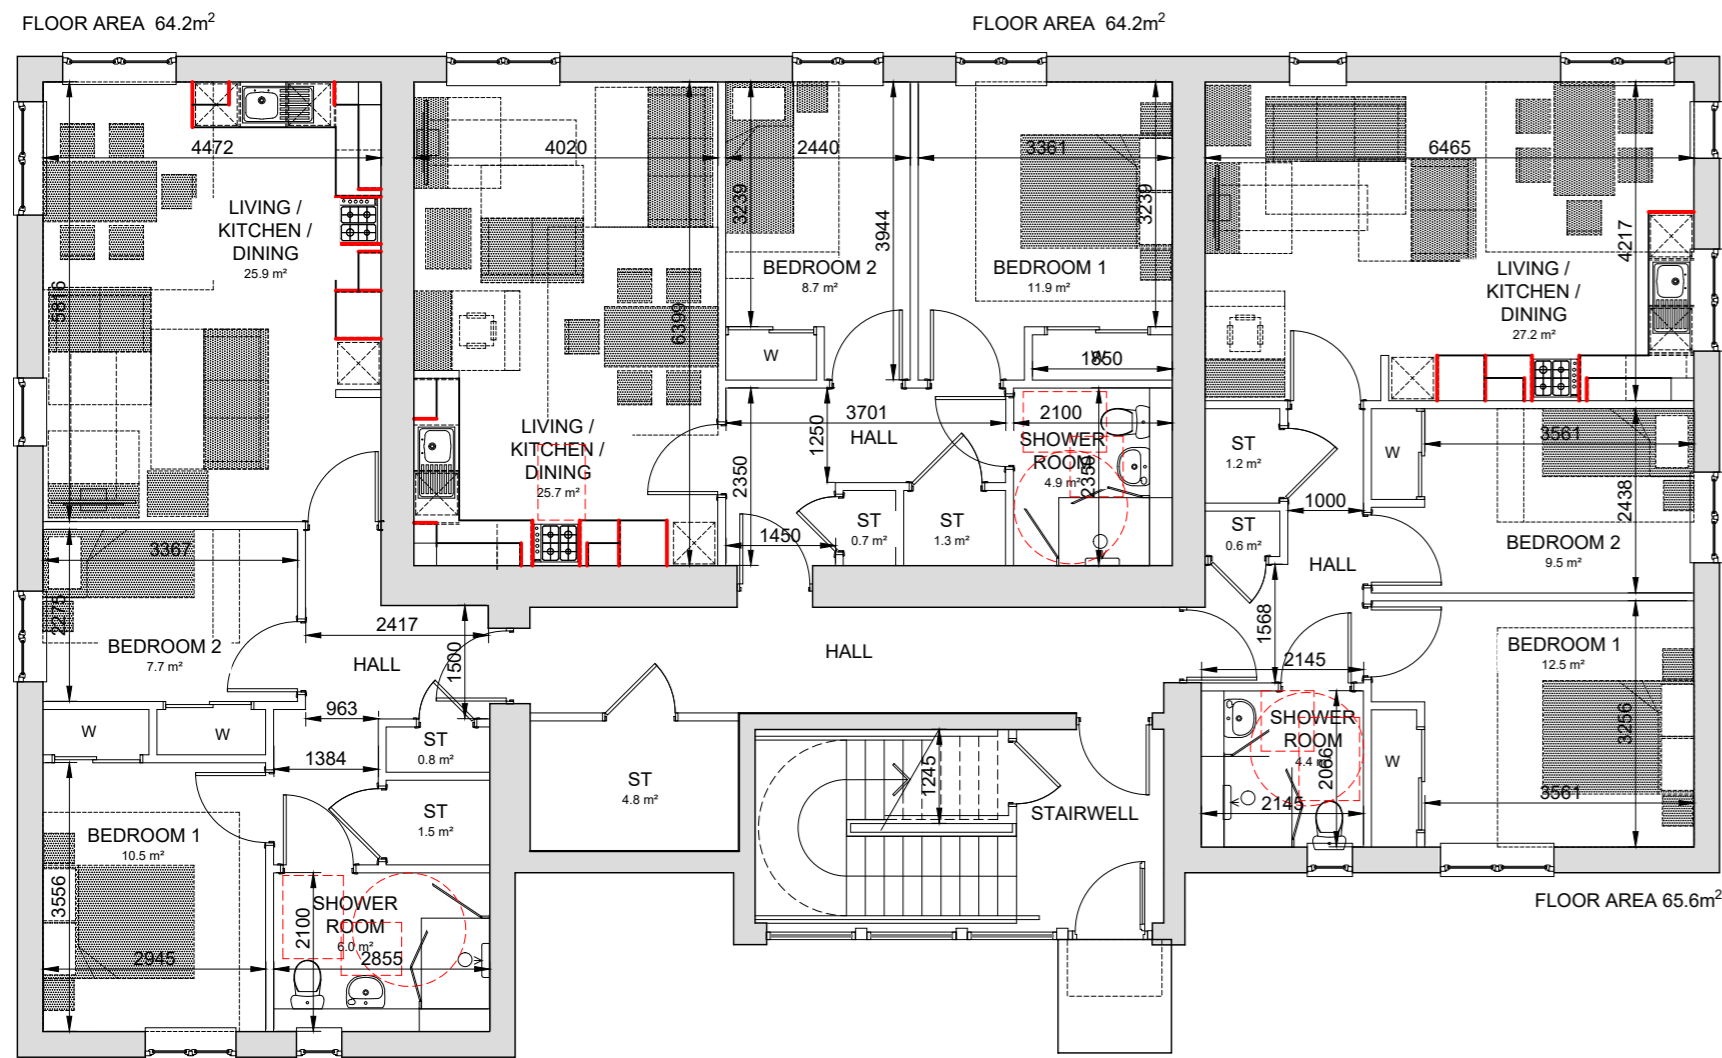 FLOOR AREA 64.2m²
FLOOR AREA 64.2m²
4472
LIVING /
KITCHEN /
DINING
25.9 m²
5816
4020
6399
LIVING /
KITCHEN /
DINING
25.7 m²
2440
3239
3944
BEDROOM 2
8.7 m²
W
3361
3239
BEDROOM 1
11.9 m²
W
1850
6465
4217
LIVING /
KITCHEN /
DINING
27.2 m²
3701
HALL
1250
2350
1450
ST
0.7 m²
ST
1.3 m²
2100
SHOWER
ROOM
4.9 m²
2350
ST
1.2 m²
ST
0.6 m²
1000
HALL
1568
2145
W
3561
2438
BEDROOM 2
9.5 m²
BEDROOM 1
12.5 m²
3256
3561
W
SHOWER
ROOM
4.4 m²
2066
2145
3367
2275
BEDROOM 2
7.7 m²
W
W
2417
HALL
1500
963
1384
ST
0.8 m²
ST
1.5 m²
BEDROOM 1
10.5 m²
3556
2945
SHOWER
ROOM
6.0 m²
2100
2855
HALL
ST
4.8 m²
1245
STAIRWELL
FLOOR AREA 65.6m²